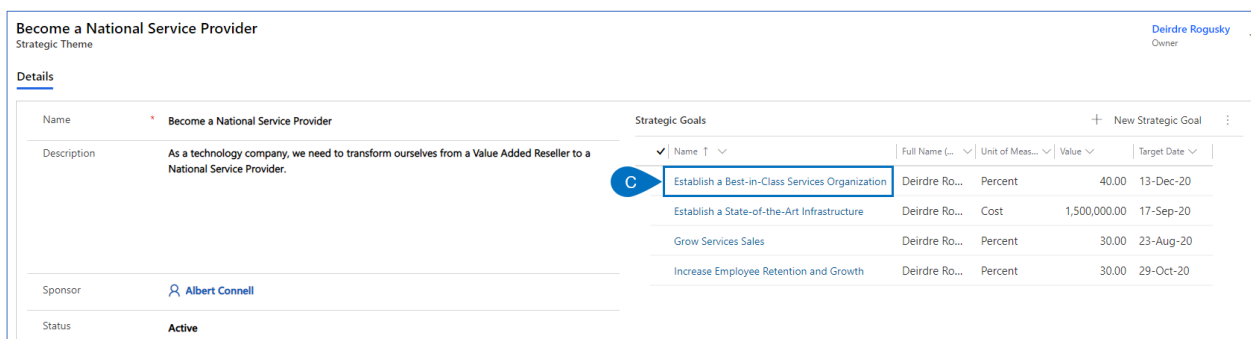 Become a National Service Provider
Strategic Theme
Deirdre Rogusky
Owner
Details
Name * Become a National Service Provider
Description As a technology company, we need to transform ourselves from a Value Added Reseller to a
National Service Provider.
Sponsor Albert Connell
Status Active
Strategic Goals + New Strategic Goal
Name ↑ Full Name (... Unit of Meas... Value Target Date
C Establish a Best-in-Class Services Organization Deirdre Ro... Percent 40.00 13-Dec-20
Establish a State-of-the-Art Infrastructure Deirdre Ro... Cost 1,500,000.00 17-Sep-20
Grow Services Sales Deirdre Ro... Percent 30.00 23-Aug-20
Increase Employee Retention and Growth Deirdre Ro... Percent 30.00 29-Oct-20